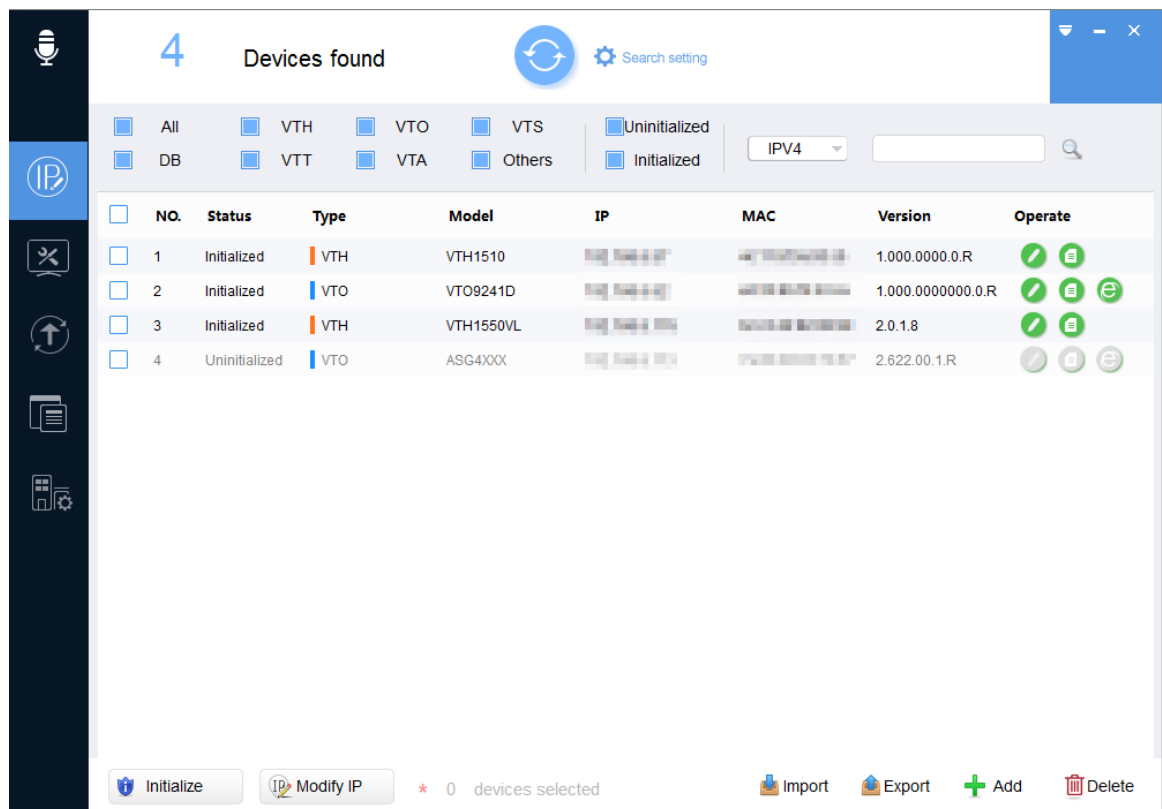 4 Devices found Search setting
All VTH VTO VTS Uninitialized
DB VTT VTA Others Initialized
IPV4
NO. Status Type Model IP MAC Version Operate
1 Initialized VTH VTH1510 1.000.0000.0.R
2 Initialized VTO VTO9241D 1.000.0000000.0.R
3 Initialized VTH VTH1550VL 2.0.1.8
4 Uninitialized VTO ASG4XXX 2.622.00.1.R
Initialize Modify IP * 0 devices selected Import Export Add Delete